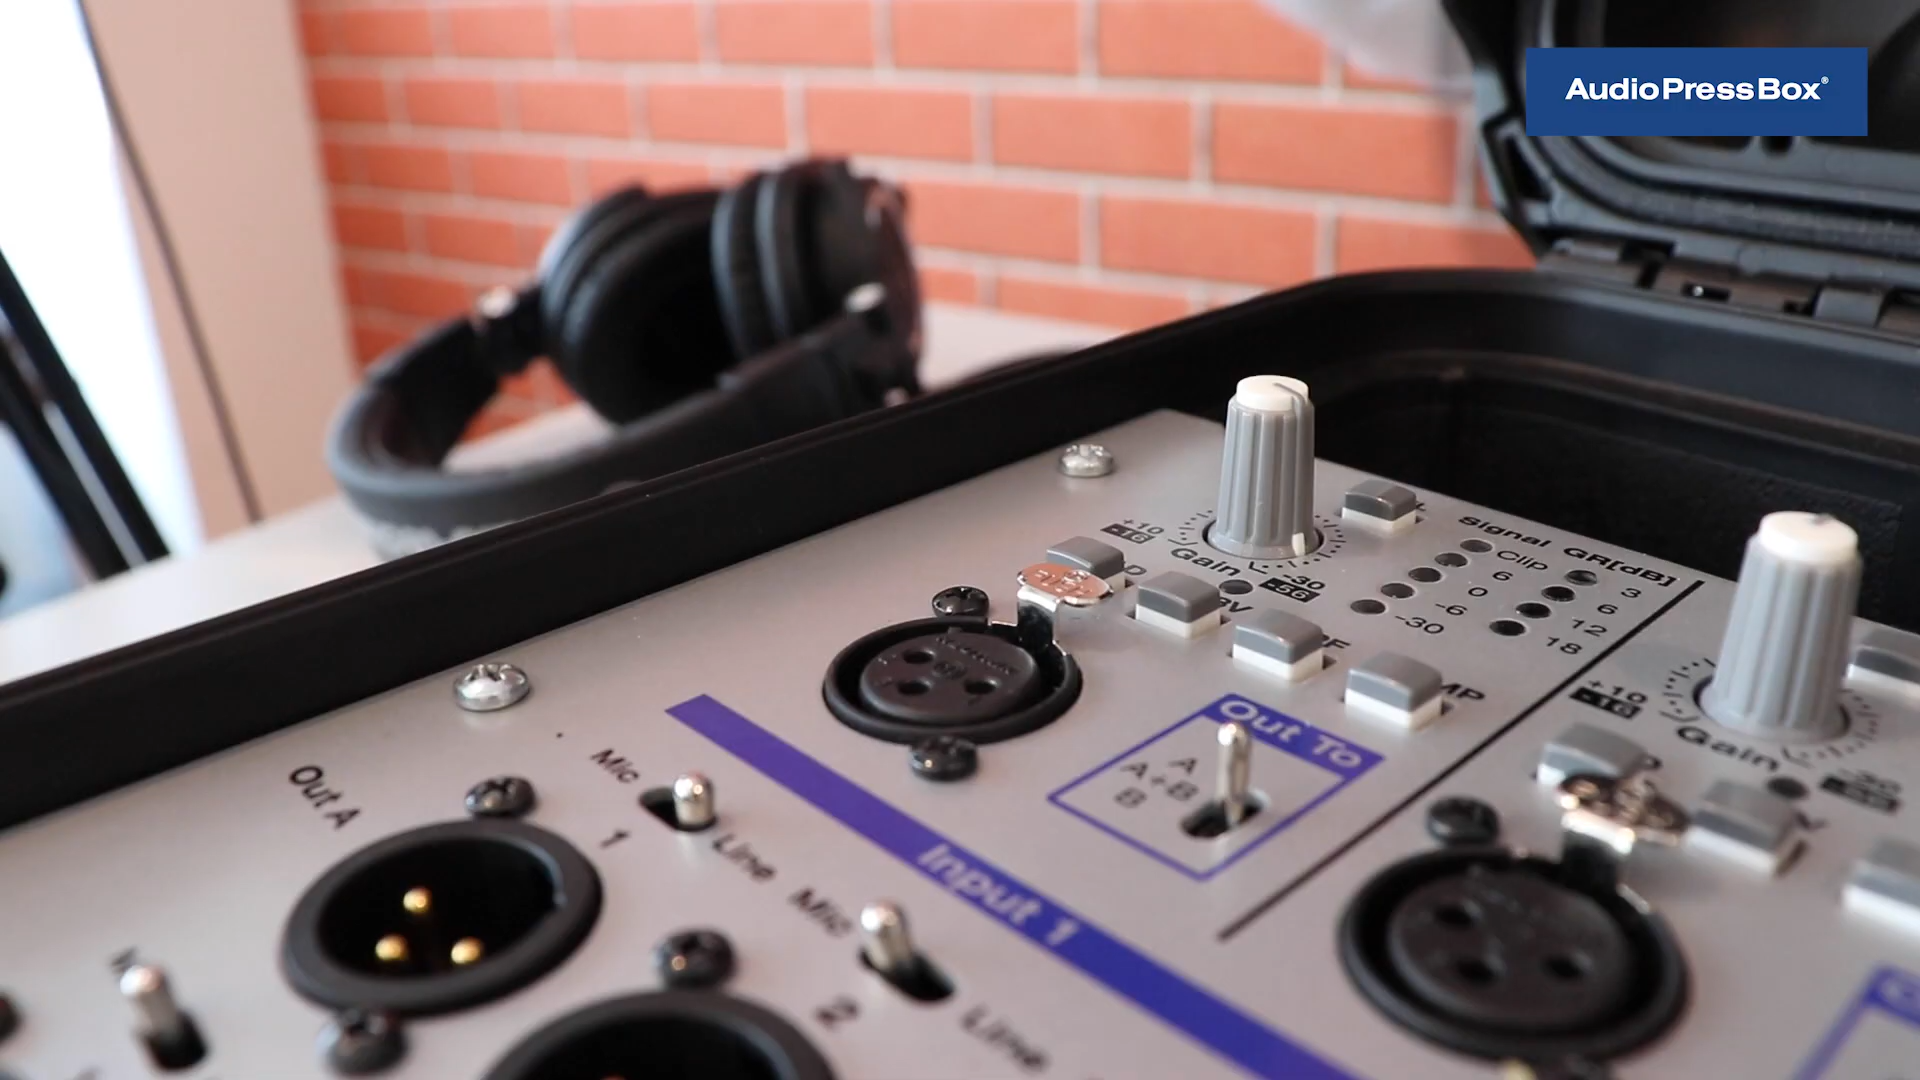 AudioPressBox®
+10
-16
Gain
-30
-56
Signal GR[dB]
Clip
6
0
-6
-30
3
6
12
18
Out To
A
A+B
B
+10
-16
Gain
Out A
Mic
1
Line
Mic
2
Line
Input 1